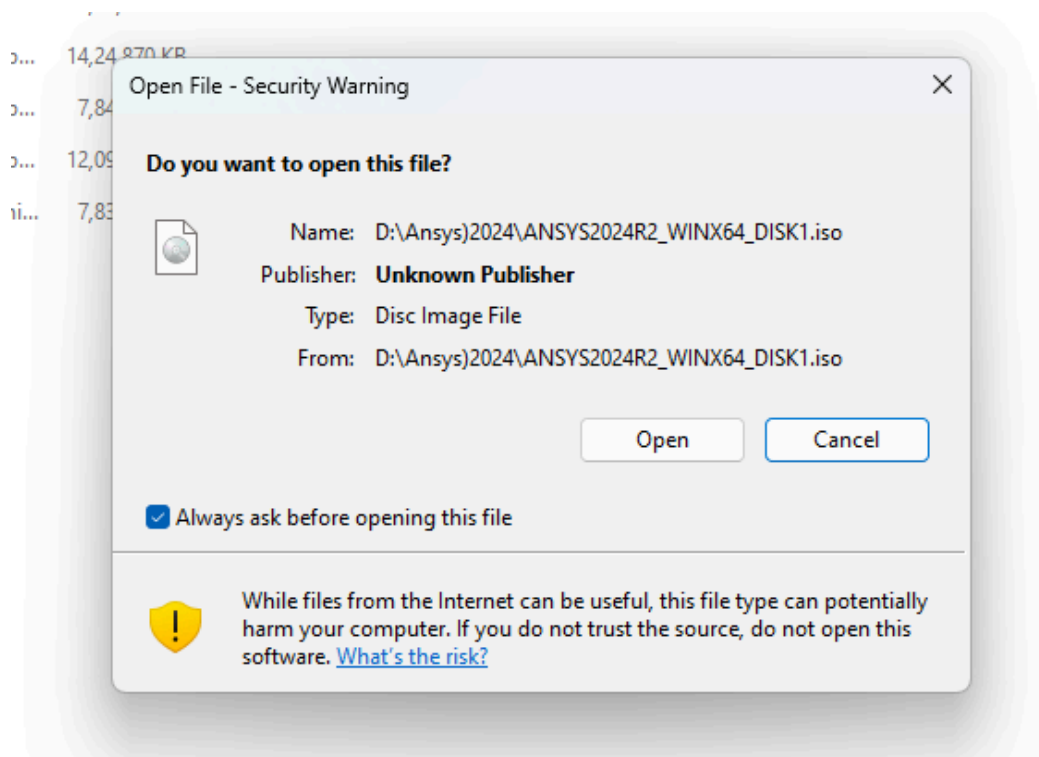 o... 14,24,870 KB
Open File - Security Warning
o... 7,84
Do you want to open this file?
o... 12,09
ni... 7,83
Name: D:\Ansys)2024\ANSYS2024R2_WINX64_DISK1.iso
Publisher: Unknown Publisher
Type: Disc Image File
From: D:\Ansys)2024\ANSYS2024R2_WINX64_DISK1.iso
Open Cancel
Always ask before opening this file
While files from the Internet can be useful, this file type can potentially
harm your computer. If you do not trust the source, do not open this
software. What's the risk?